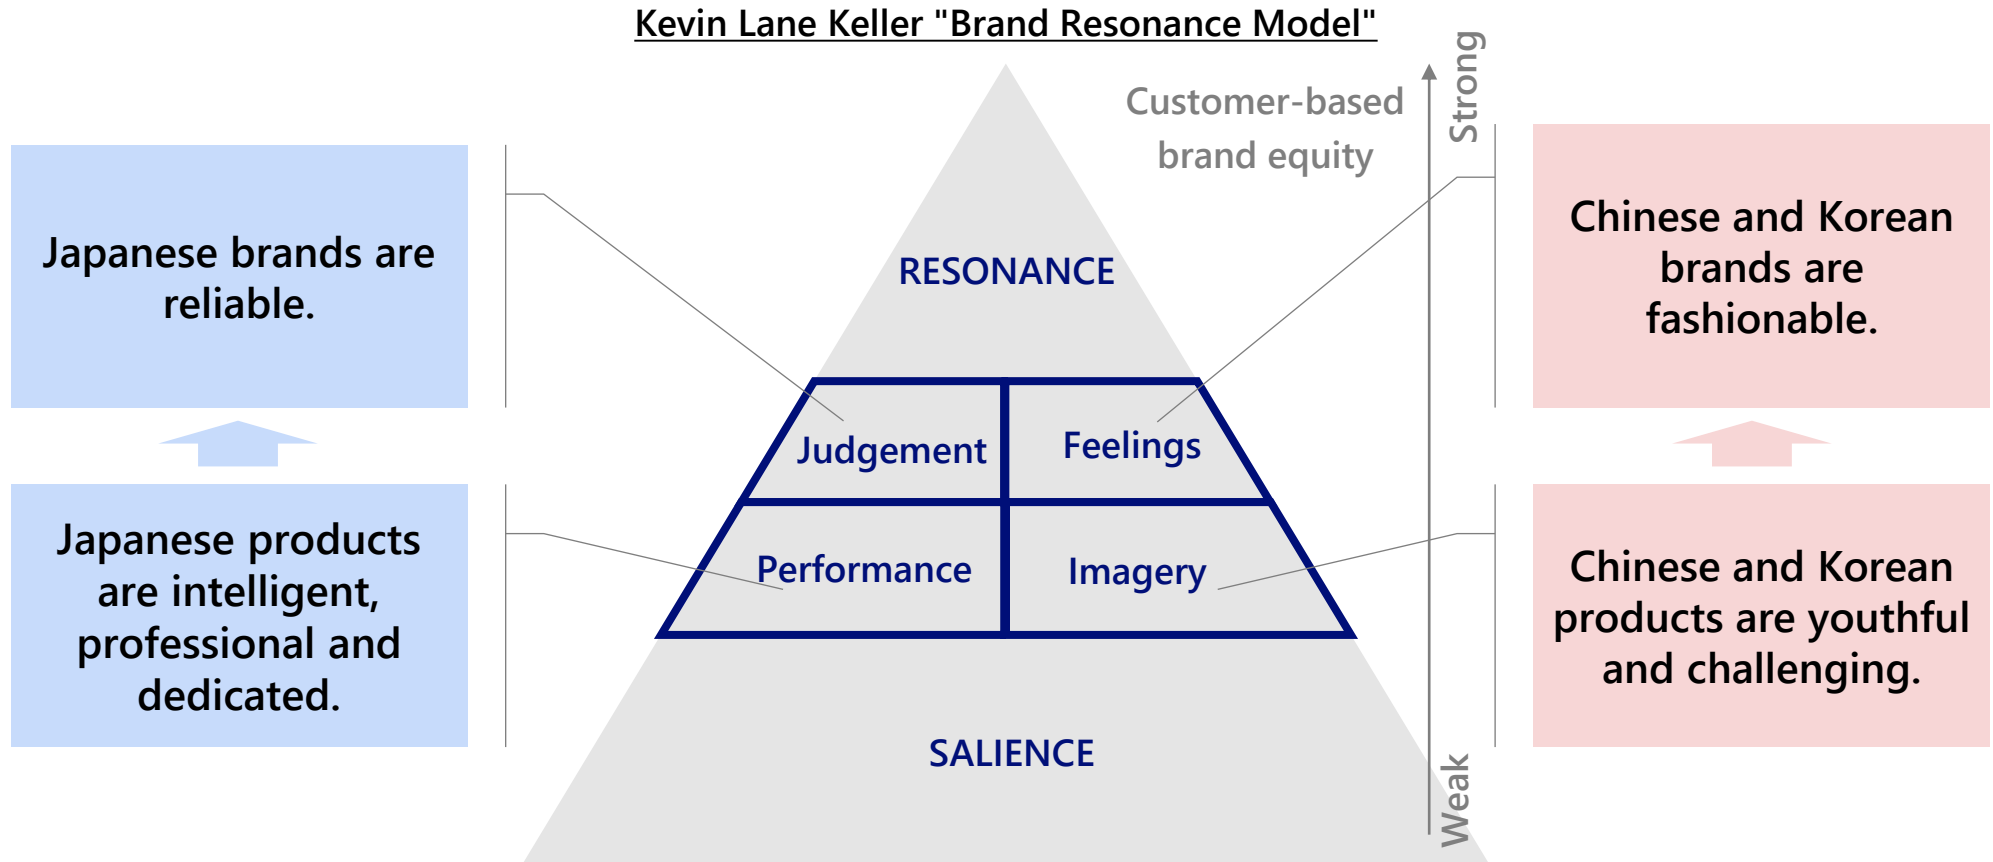 Kevin Lane Keller "Brand Resonance Model"
Customer-based
brand equity
Strong
Weak
Japanese brands are
reliable.
Japanese products
are intelligent,
professional and
dedicated.
RESONANCE
Judgement
Feelings
Performance
Imagery
SALIENCE
Chinese and Korean
brands are
fashionable.
Chinese and Korean
products are youthful
and challenging.